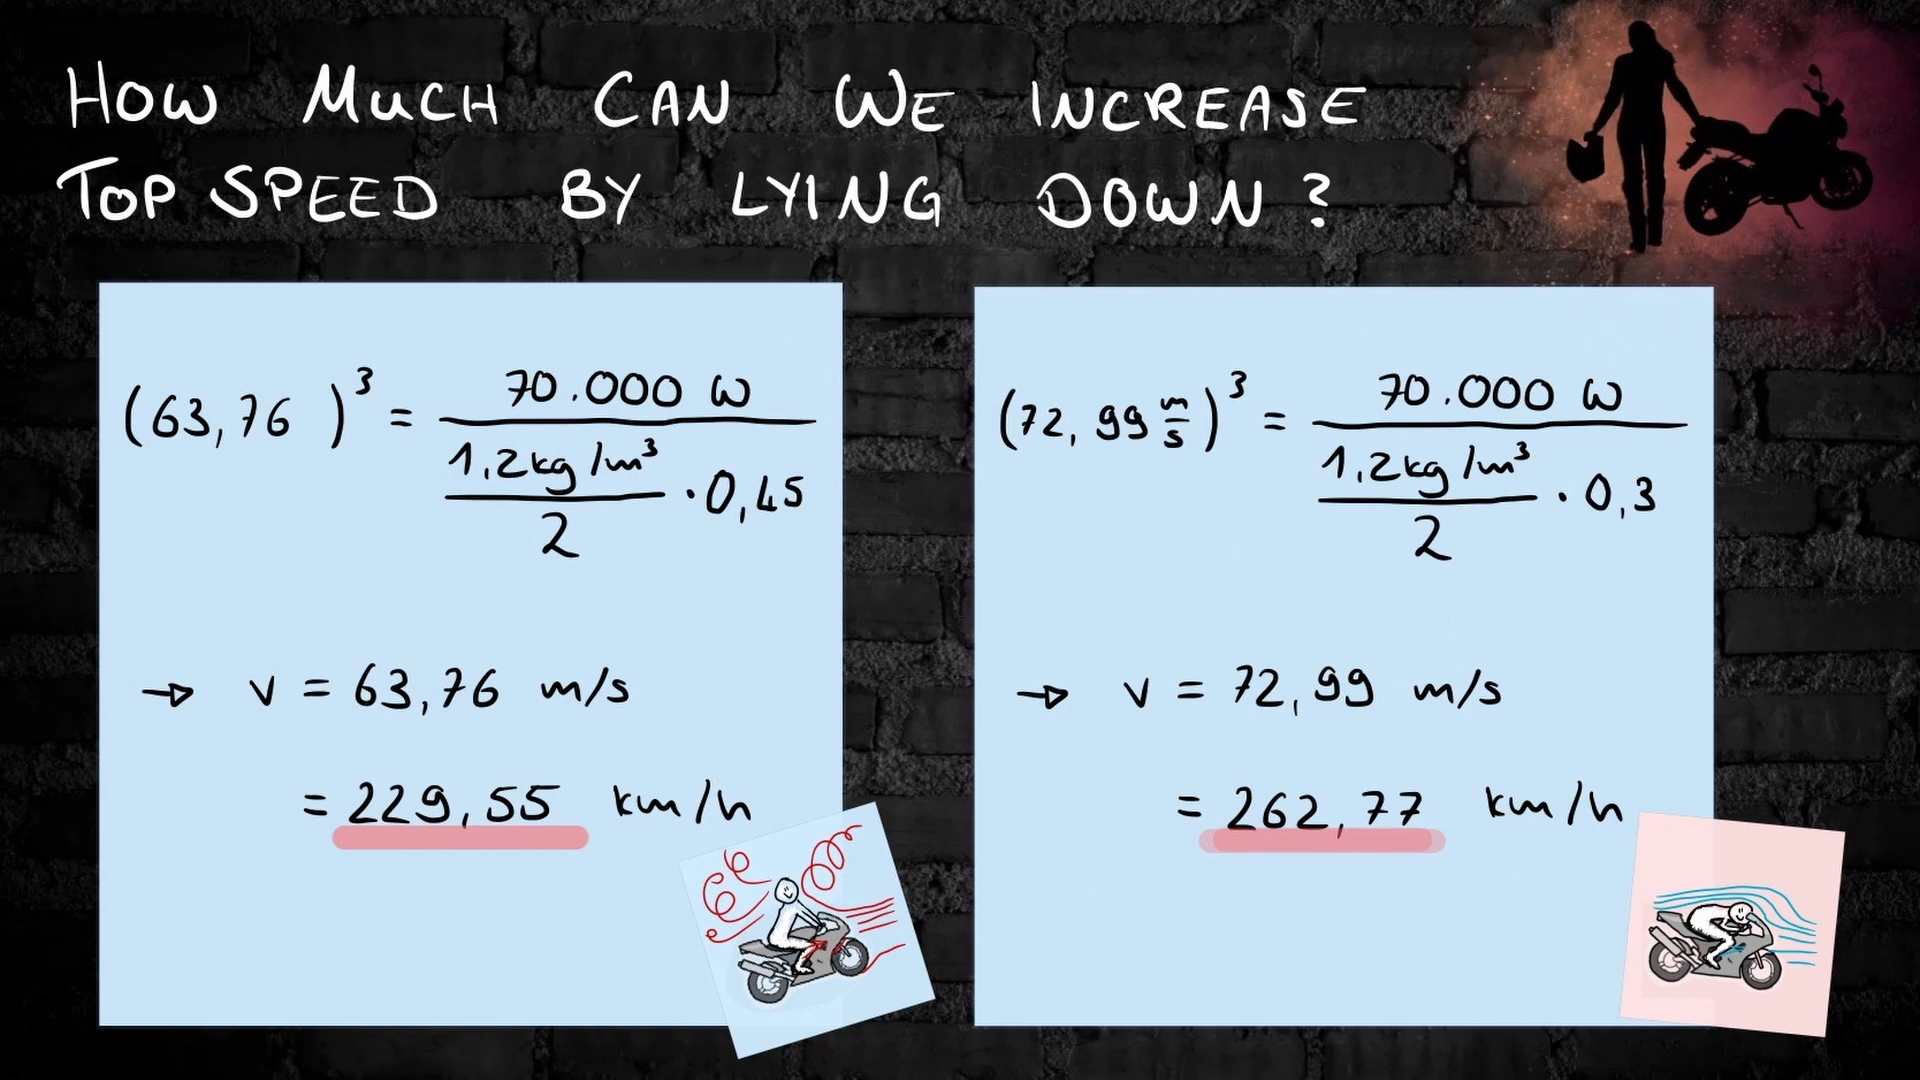 HOW MUCH CAN WE INCREASE
TOP SPEED BY LYING DOWN?
(63,76 )³ = 70.000 W / (1,2kg/m³ / 2 · 0,45)
→ v = 63,76 m/s
= 229,55 km/h
(72,99 m/s)³ = 70.000 W / (1,2kg/m³ / 2 · 0,3)
→ v = 72,99 m/s
= 262,77 km/h